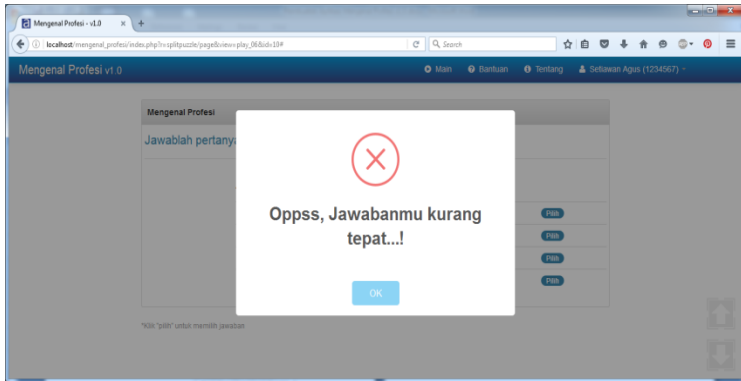 Mengenal Profesi - v1.0
localhost/mengenal_profesi/index.php?r=splitpuzzle/page&view=play_06&id=10#
Search
Mengenal Profesi v1.0
Main Bantuan Tentang Setiawan Agus (1234567)
Mengenal Profesi
Jawablah pertany
Oppss, Jawabanmu kurang
tepat...!
Pilih
Pilih
Pilih
Pilih
OK
*Klik "pilih" untuk memilih jawaban